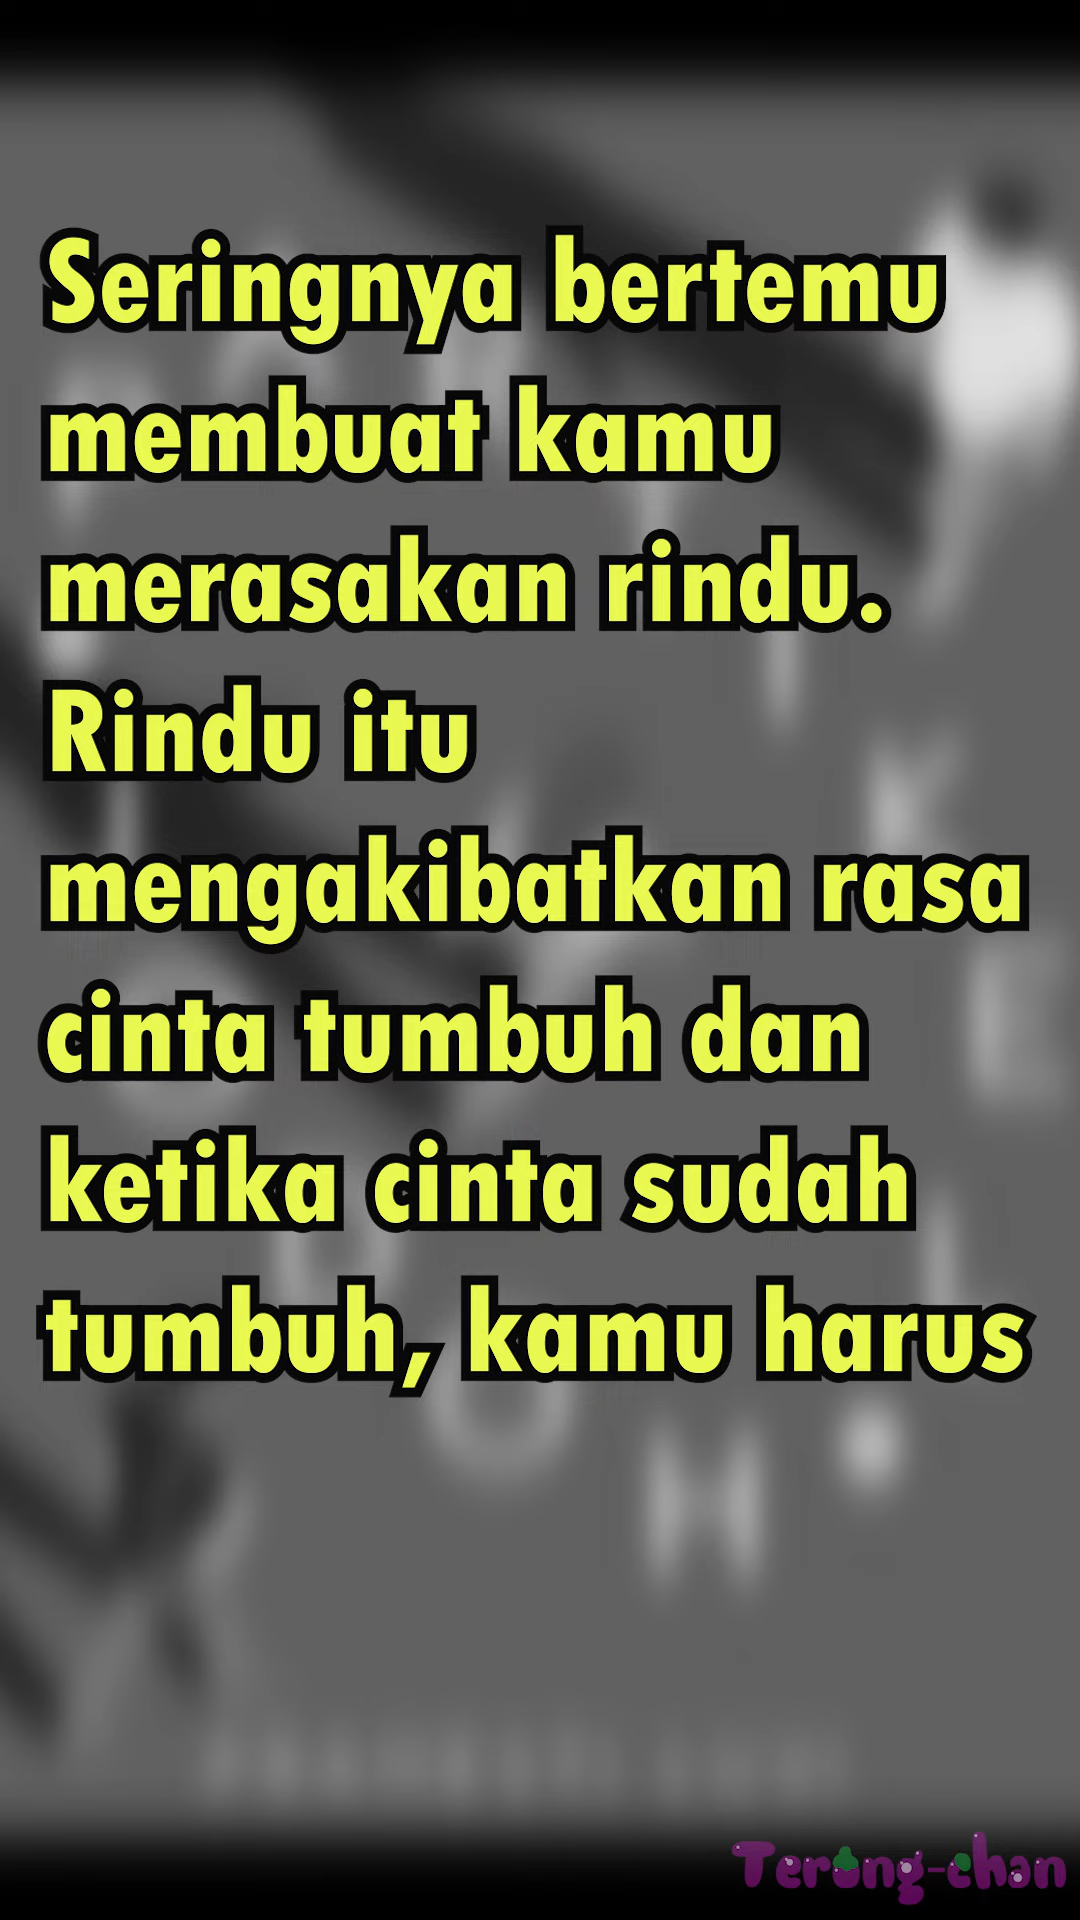 Seringnya bertemu
membuat kamu
merasakan rindu.
Rindu itu
mengakibatkan rasa
cinta tumbuh dan
ketika cinta sudah
tumbuh, kamu harus
Terong-chan